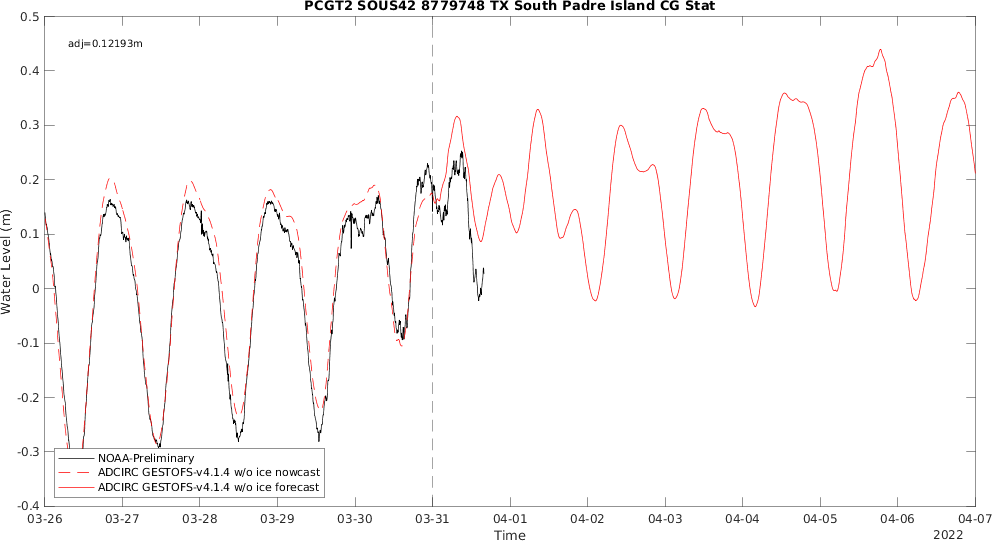 PCGT2 SOUS42 8779748 TX South Padre Island CG Stat
adj=0.12193m
Water Level (m)
0.5
0.4
0.3
0.2
0.1
0
-0.1
-0.2
-0.3
-0.4
NOAA-Preliminary
ADCIRC GESTOFS-v4.1.4 w/o ice nowcast
ADCIRC GESTOFS-v4.1.4 w/o ice forecast
03-26 03-27 03-28 03-29 03-30 03-31 04-01 04-02 04-03 04-04 04-05 04-06 04-07
Time
2022